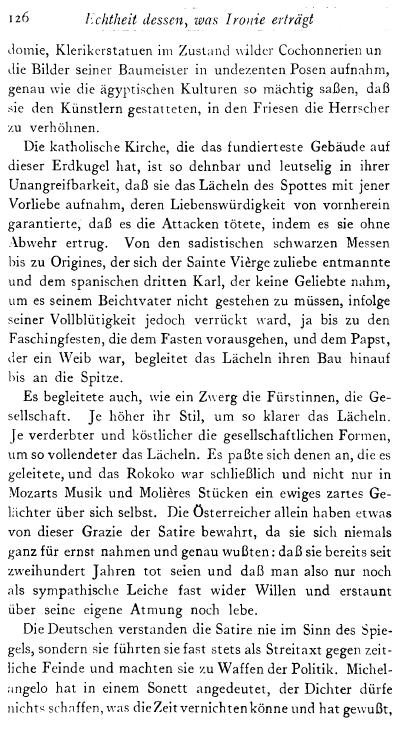 126 Echtheit dessen, was Ironie erträgt
domie, Klerikerstatuen im Zustand wilder Cochonnerien un
die Bilder seiner Baumeister in undezenten Posen aufnahm,
genau wie die ägyptischen Kulturen so mächtig saßen, daß
sie den Künstlern gestatteten, in den Friesen die Herrscher
zu verhöhnen.
Die katholische Kirche, die das fundierteste Gebäude auf
dieser Erdkugel hat, ist so dehnbar und leutselig in ihrer
Unangreifbarkeit, daß sie das Lächeln des Spottes mit jener
Vorliebe aufnahm, deren Liebenswürdigkeit von vornherein
garantierte, daß es die Attacken tötete, indem es sie ohne
Abwehr ertrug. Von den sadistischen schwarzen Messen
bis zu Origines, der sich der Sainte Vièrge zuliebe entmannte
und dem spanischen dritten Karl, der keine Geliebte nahm,
um es seinem Beichtvater nicht gestehen zu müssen, infolge
seiner Vollblütigkeit jedoch verrückt ward, ja bis zu den
Faschingfesten, die dem Fasten vorausgehen, und dem Papst,
der ein Weib war, begleitet das Lächeln ihren Bau hinauf
bis an die Spitze.
Es begleitete auch, wie ein Zwerg die Fürstinnen, die Ge-
sellschaft. Je höher ihr Stil, um so klarer das Lächeln.
Je verderbter und köstlicher die gesellschaftlichen Formen,
um so vollendeter das Lächeln. Es paßte sich denen an, die es
geleitete, und das Rokoko war schließlich und nicht nur in
Mozarts Musik und Molières Stücken ein ewiges zartes Ge-
lächter über sich selbst. Die Österreicher allein haben etwas
von dieser Grazie der Satire bewahrt, da sie sich niemals
ganz für ernst nahmen und genau wußten: daß sie bereits seit
zweihundert Jahren tot seien und daß man also nur noch
als sympathische Leiche fast wider Willen und erstaunt
über seine eigene Atmung noch lebe.
Die Deutschen verstanden die Satire nie im Sinn des Spie-
gels, sondern sie führten sie fast stets als Streitaxt gegen zeit-
liche Feinde und machten sie zu Waffen der Politik. Michel-
angelo hat in einem Sonett angedeutet, der Dichter dürfe
nichts schaffen, was die Zeit vernichten könne und hat gewußt,